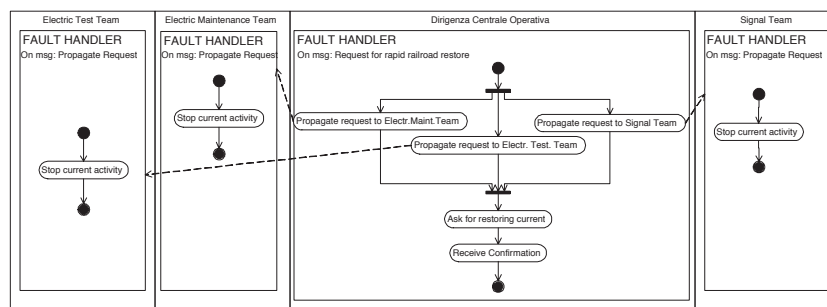 Electric Test Team
Electric Maintenance Team
Dirigenza Centrale Operativa
Signal Team
FAULT HANDLER
On msg: Propagate Request
Stop current activity
FAULT HANDLER
On msg: Propagate Request
Stop current activity
FAULT HANDLER
On msg: Request for rapid railroad restore
Propagate request to Electr.Maint.Team
Propagate request to Signal Team
Propagate request to Electr. Test. Team
Ask for restoring current
Receive Confirmation
FAULT HANDLER
On msg: Propagate Request
Stop current activity